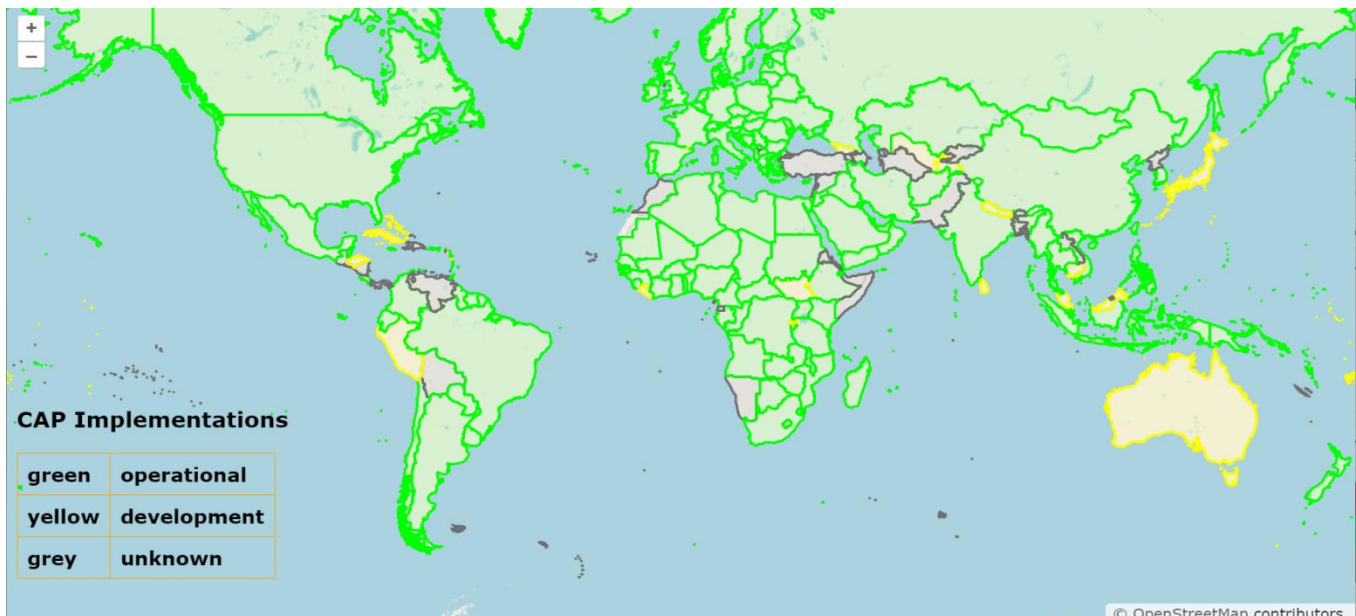 +
−
CAP Implementations
green operational
yellow development
grey unknown
© OpenStreetMap contributors